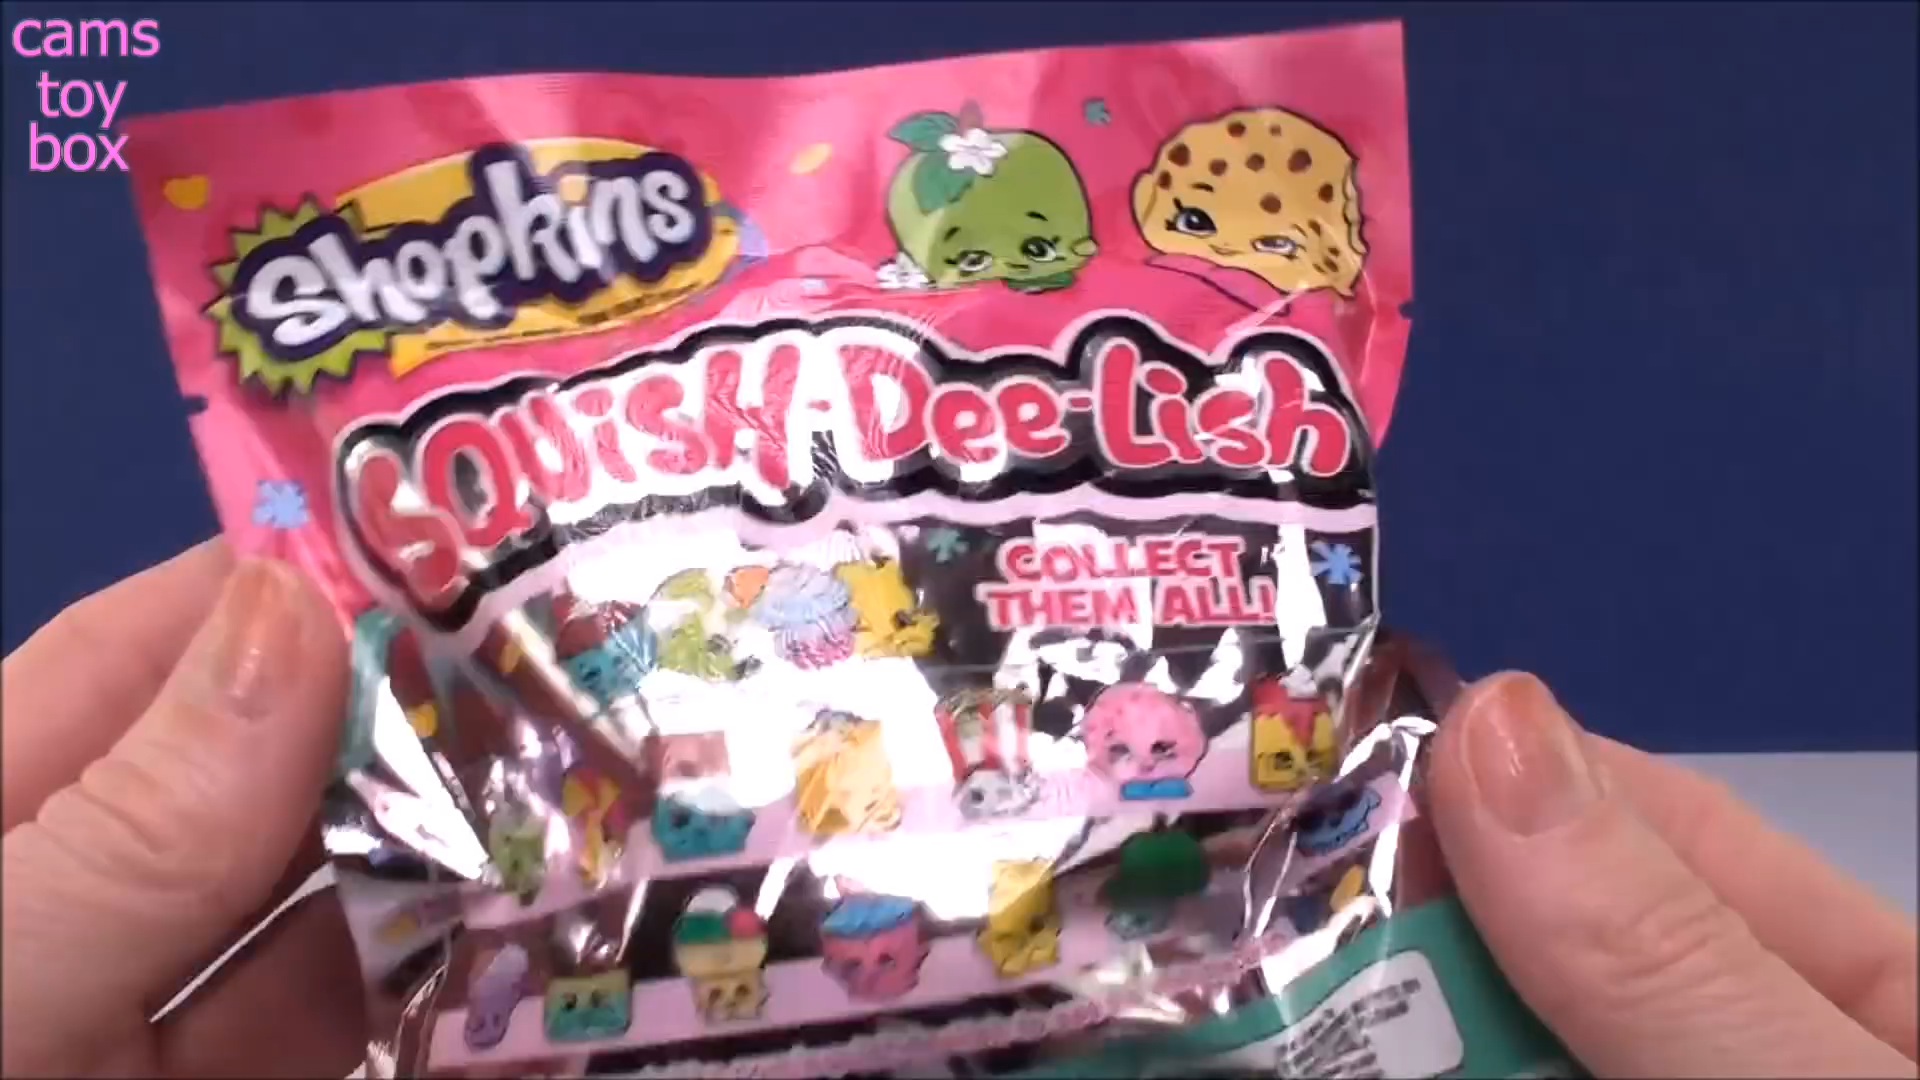 cams
toy
box
Shopkins
SQUiSH-Dee-Lish
COLLECT
THEM ALL!